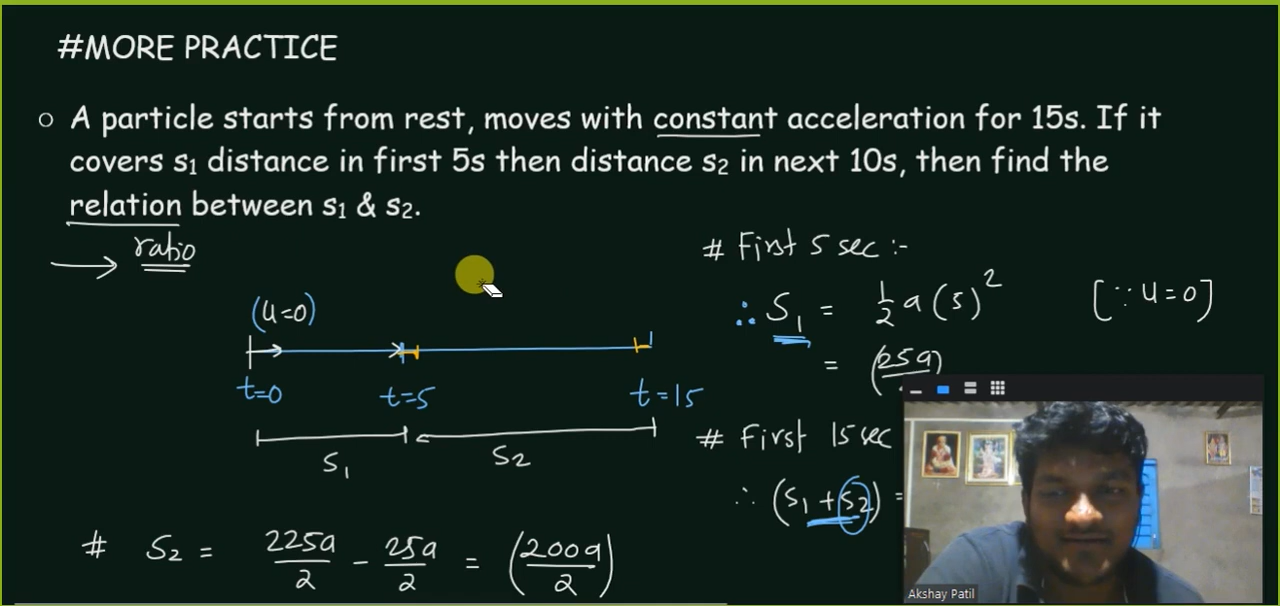 #MORE PRACTICE
○ A particle starts from rest, moves with constant acceleration for 15s. If it
covers s₁ distance in first 5s then distance s₂ in next 10s, then find the
relation between s₁ & s₂.
→ ratio
# First 5 sec :-
(u=0)
∴ S₁ = 1/2 a (5)² [∵ u=0]
= (25a
t=0 t=5 t=15
# First 15 sec
S₁ S₂
∴ (S₁ + S₂) =
# S₂ = 225a/2 - 25a/2 = (200a/2)
Akshay Patil